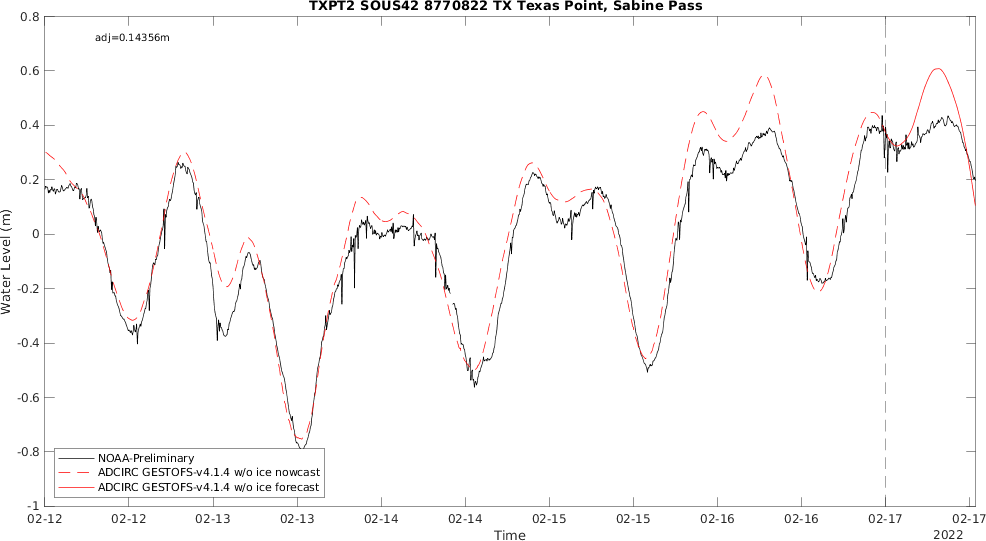 TXPT2 SOUS42 8770822 TX Texas Point, Sabine Pass
adj=0.14356m
0.8
0.6
0.4
0.2
0
-0.2
-0.4
-0.6
-0.8
-1
Water Level (m)
NOAA-Preliminary
ADCIRC GESTOFS-v4.1.4 w/o ice nowcast
ADCIRC GESTOFS-v4.1.4 w/o ice forecast
02-12 02-12 02-13 02-13 02-14 02-14 02-15 02-15 02-16 02-16 02-17 02-17
Time
2022